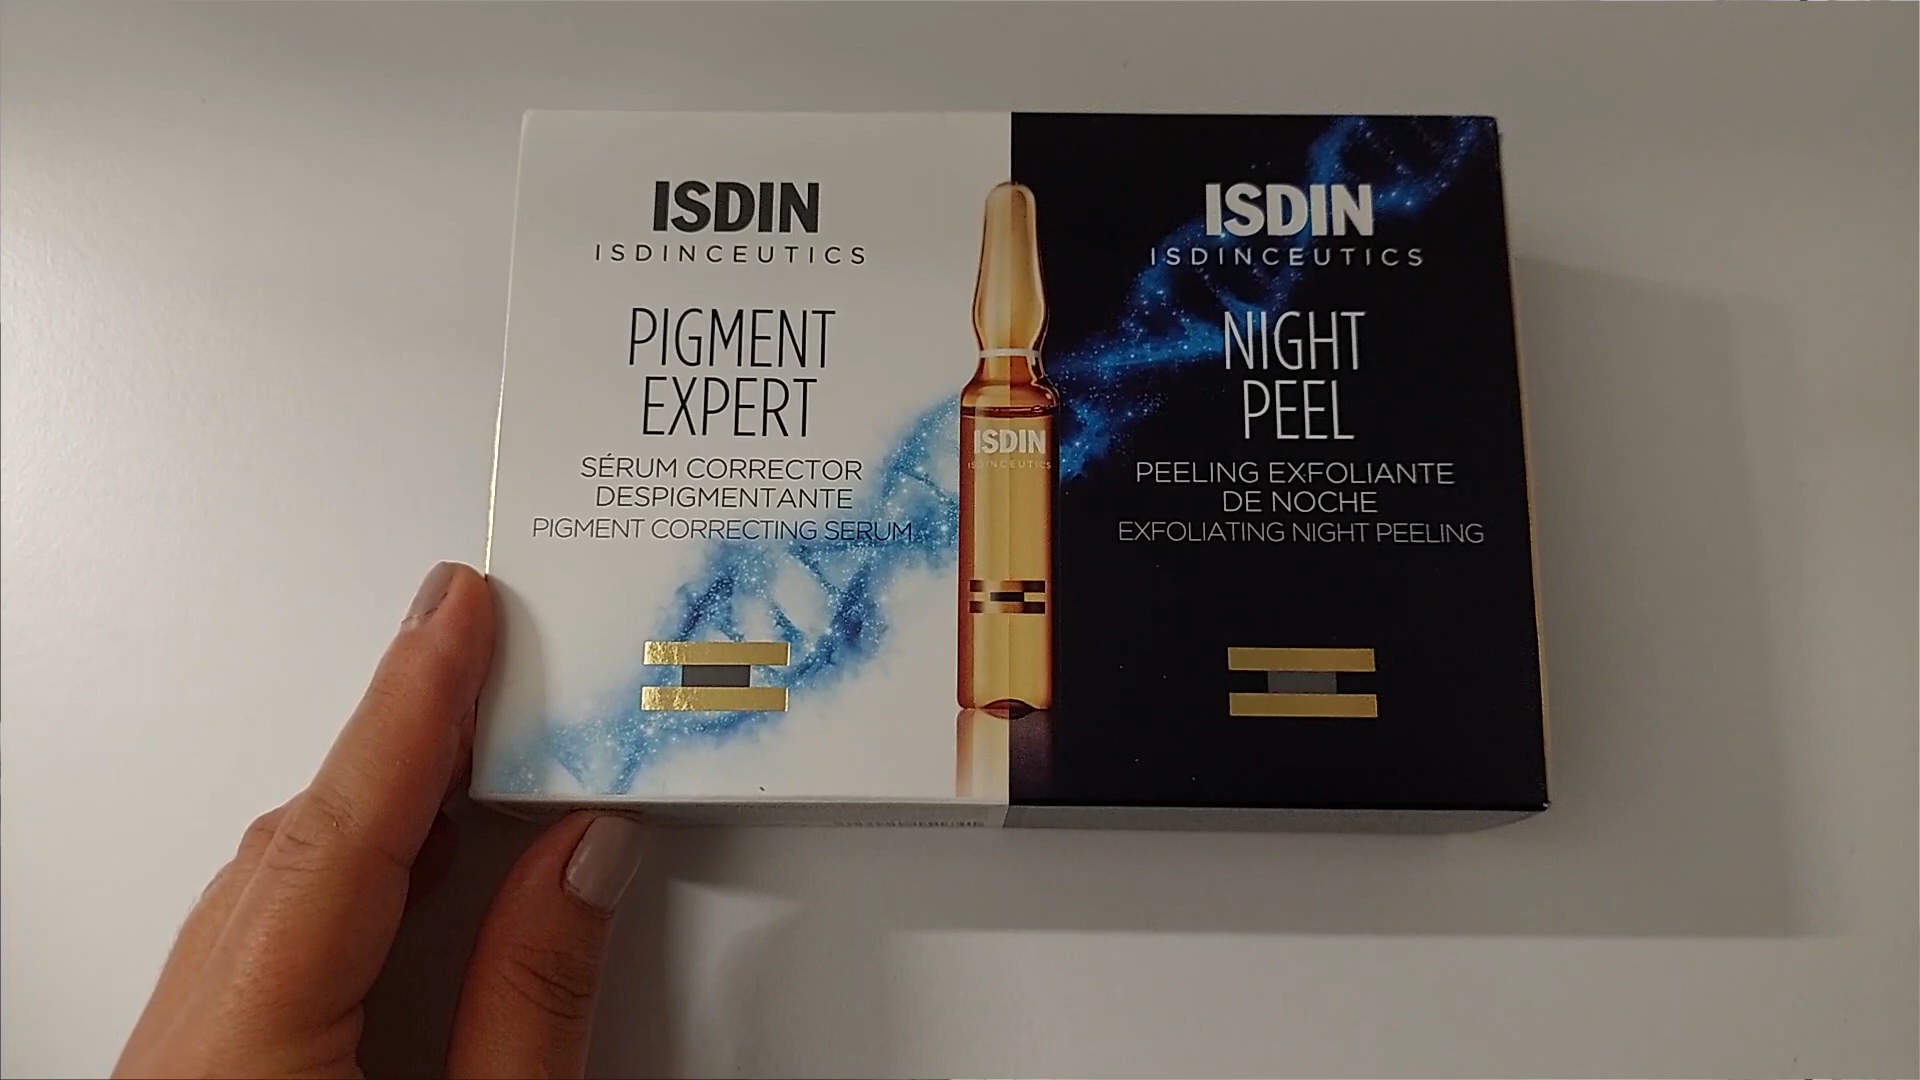 ISDIN
ISDINCEUTICS
PIGMENT
EXPERT
SÉRUM CORRECTOR
DESPIGMENTANTE
PIGMENT CORRECTING SERUM
ISDIN
ISDINCEUTICS
ISDIN
ISDINCEUTICS
NIGHT
PEEL
PEELING EXFOLIANTE
DE NOCHE
EXFOLIATING NIGHT PEELING